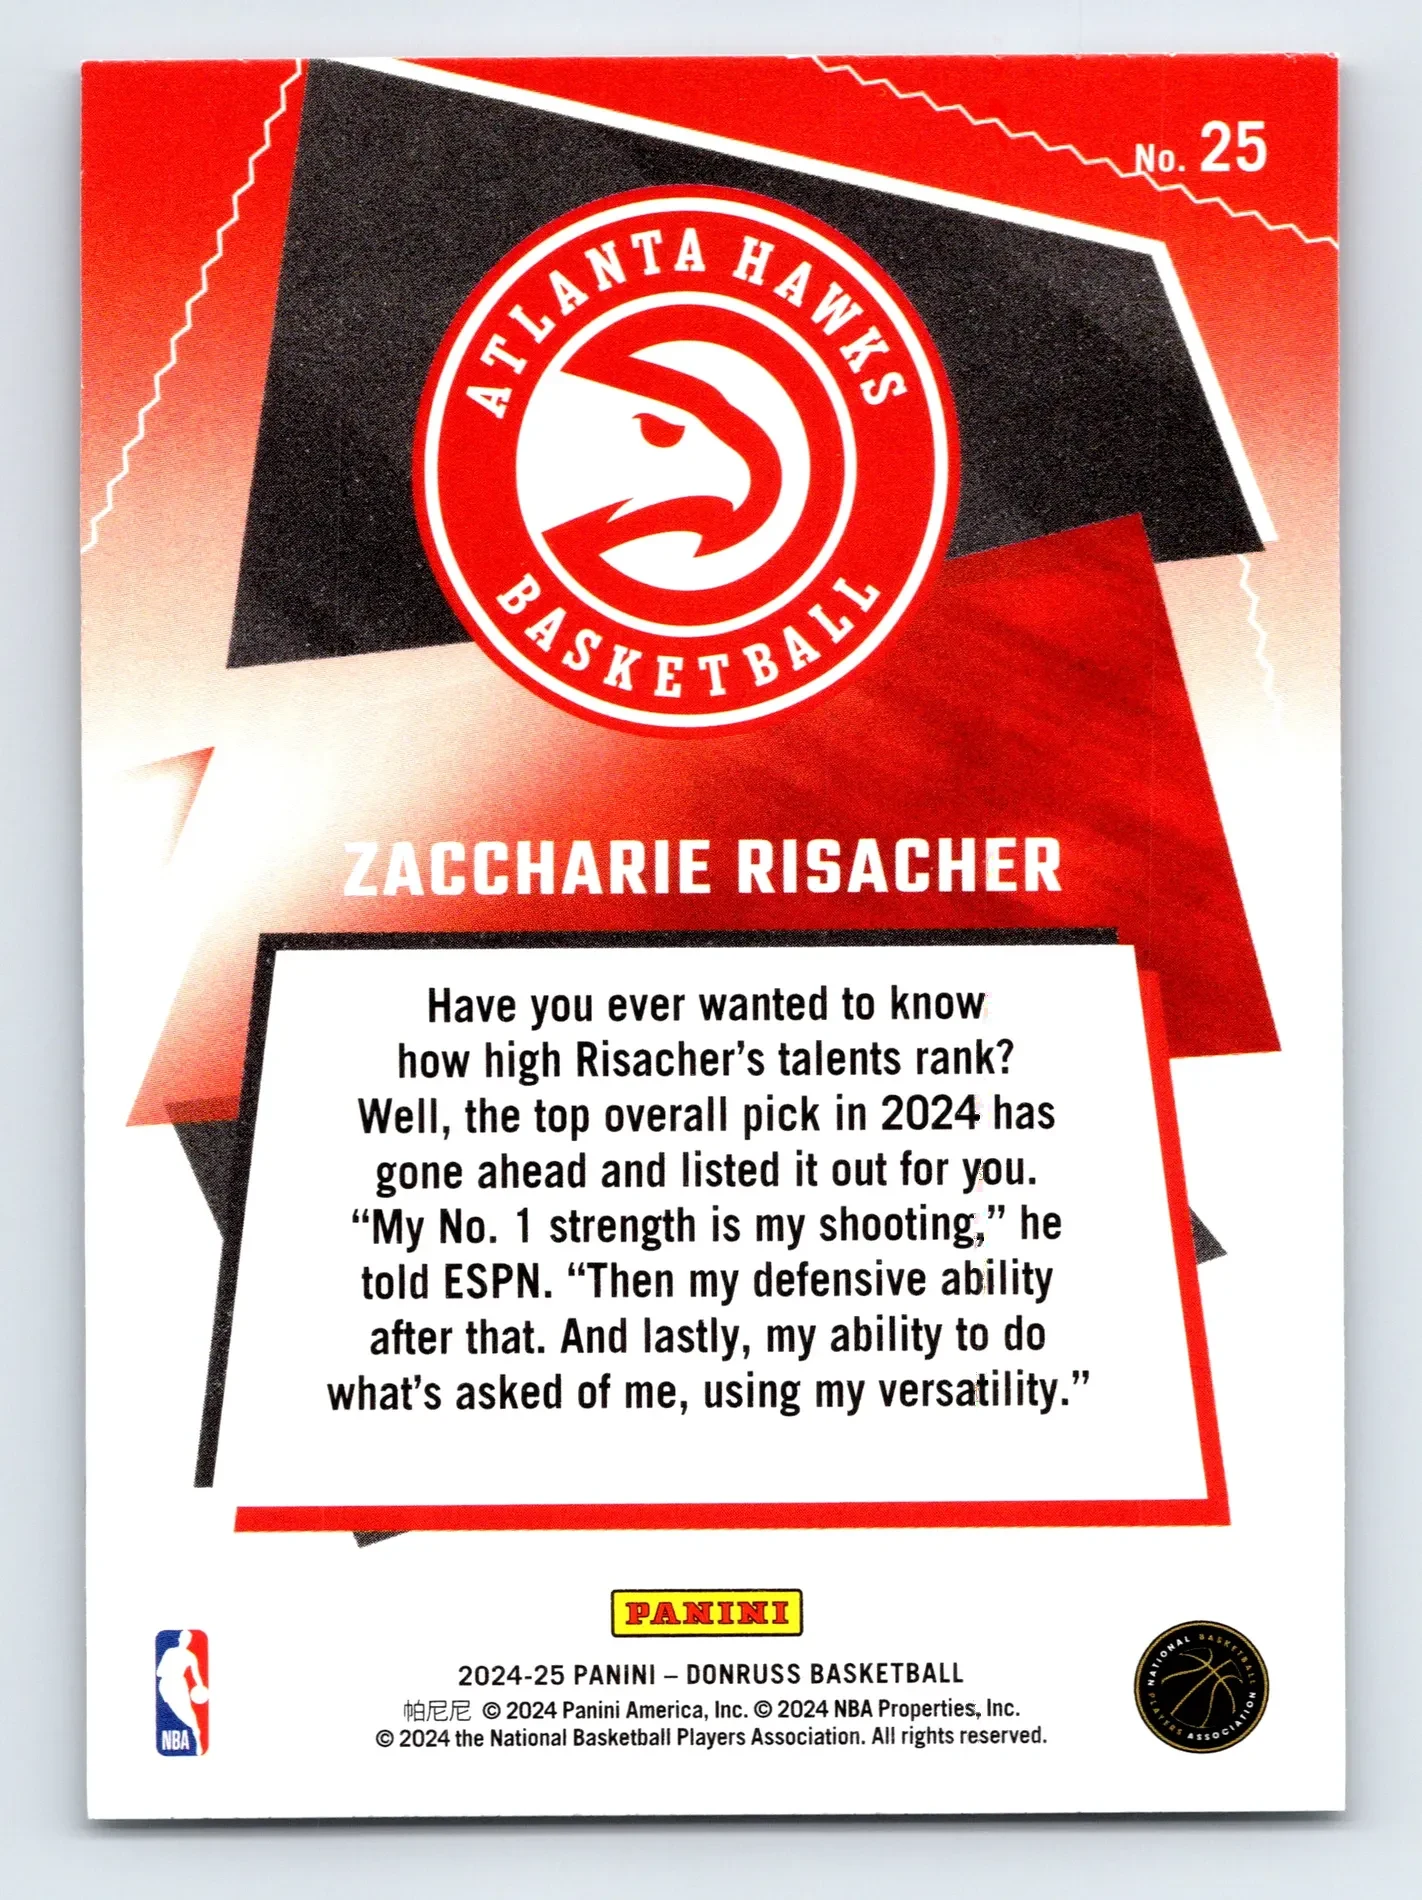 No. 25
ATLANTA HAWKS
BASKETBALL
ZACCHARIE RISACHER
Have you ever wanted to know
how high Risacher’s talents rank?
Well, the top overall pick in 2024 has
gone ahead and listed it out for you.
“My No. 1 strength is my shooting,” he
told ESPN. “Then my defensive ability
after that. And lastly, my ability to do
what’s asked of me, using my versatility.”
PANINI
2024-25 PANINI – DONRUSS BASKETBALL
帕尼尼 © 2024 Panini America, Inc. © 2024 NBA Properties, Inc.
© 2024 the National Basketball Players Association. All rights reserved.
NBA
NATIONAL BASKETBALL
PLAYERS ASSOCIATION